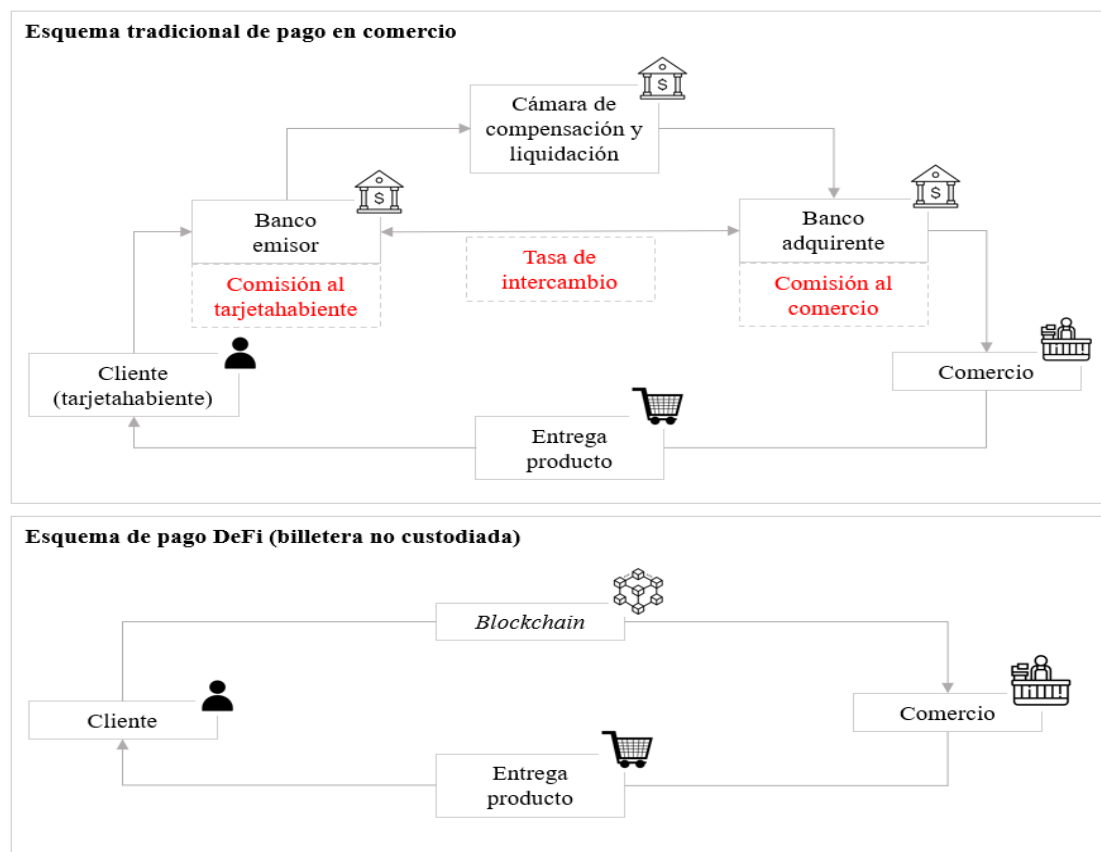 Esquema tradicional de pago en comercio
Cámara de
compensación y
liquidación
Banco
emisor
Banco
adquirente
Tasa de
intercambio
Comisión al
tarjetahabiente
Comisión al
comercio
Cliente
(tarjetahabiente)
Comercio
Entrega
producto
Esquema de pago DeFi (billetera no custodiada)
Blockchain
Cliente
Comercio
Entrega
producto